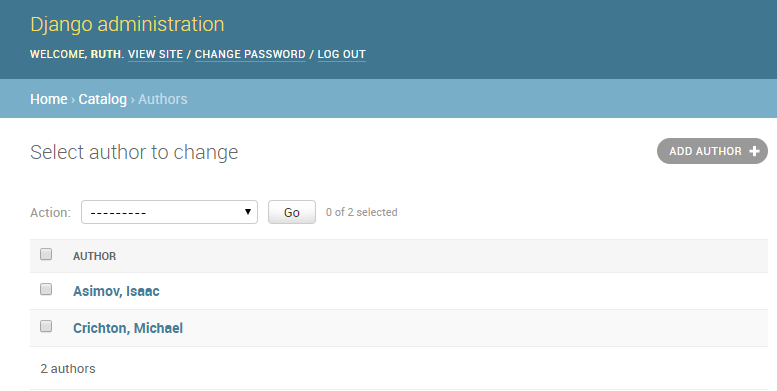 Django administration
WELCOME, RUTH. VIEW SITE / CHANGE PASSWORD / LOG OUT
Home › Catalog › Authors
Select author to change
ADD AUTHOR +
Action: --------- Go 0 of 2 selected
AUTHOR
Asimov, Isaac
Crichton, Michael
2 authors